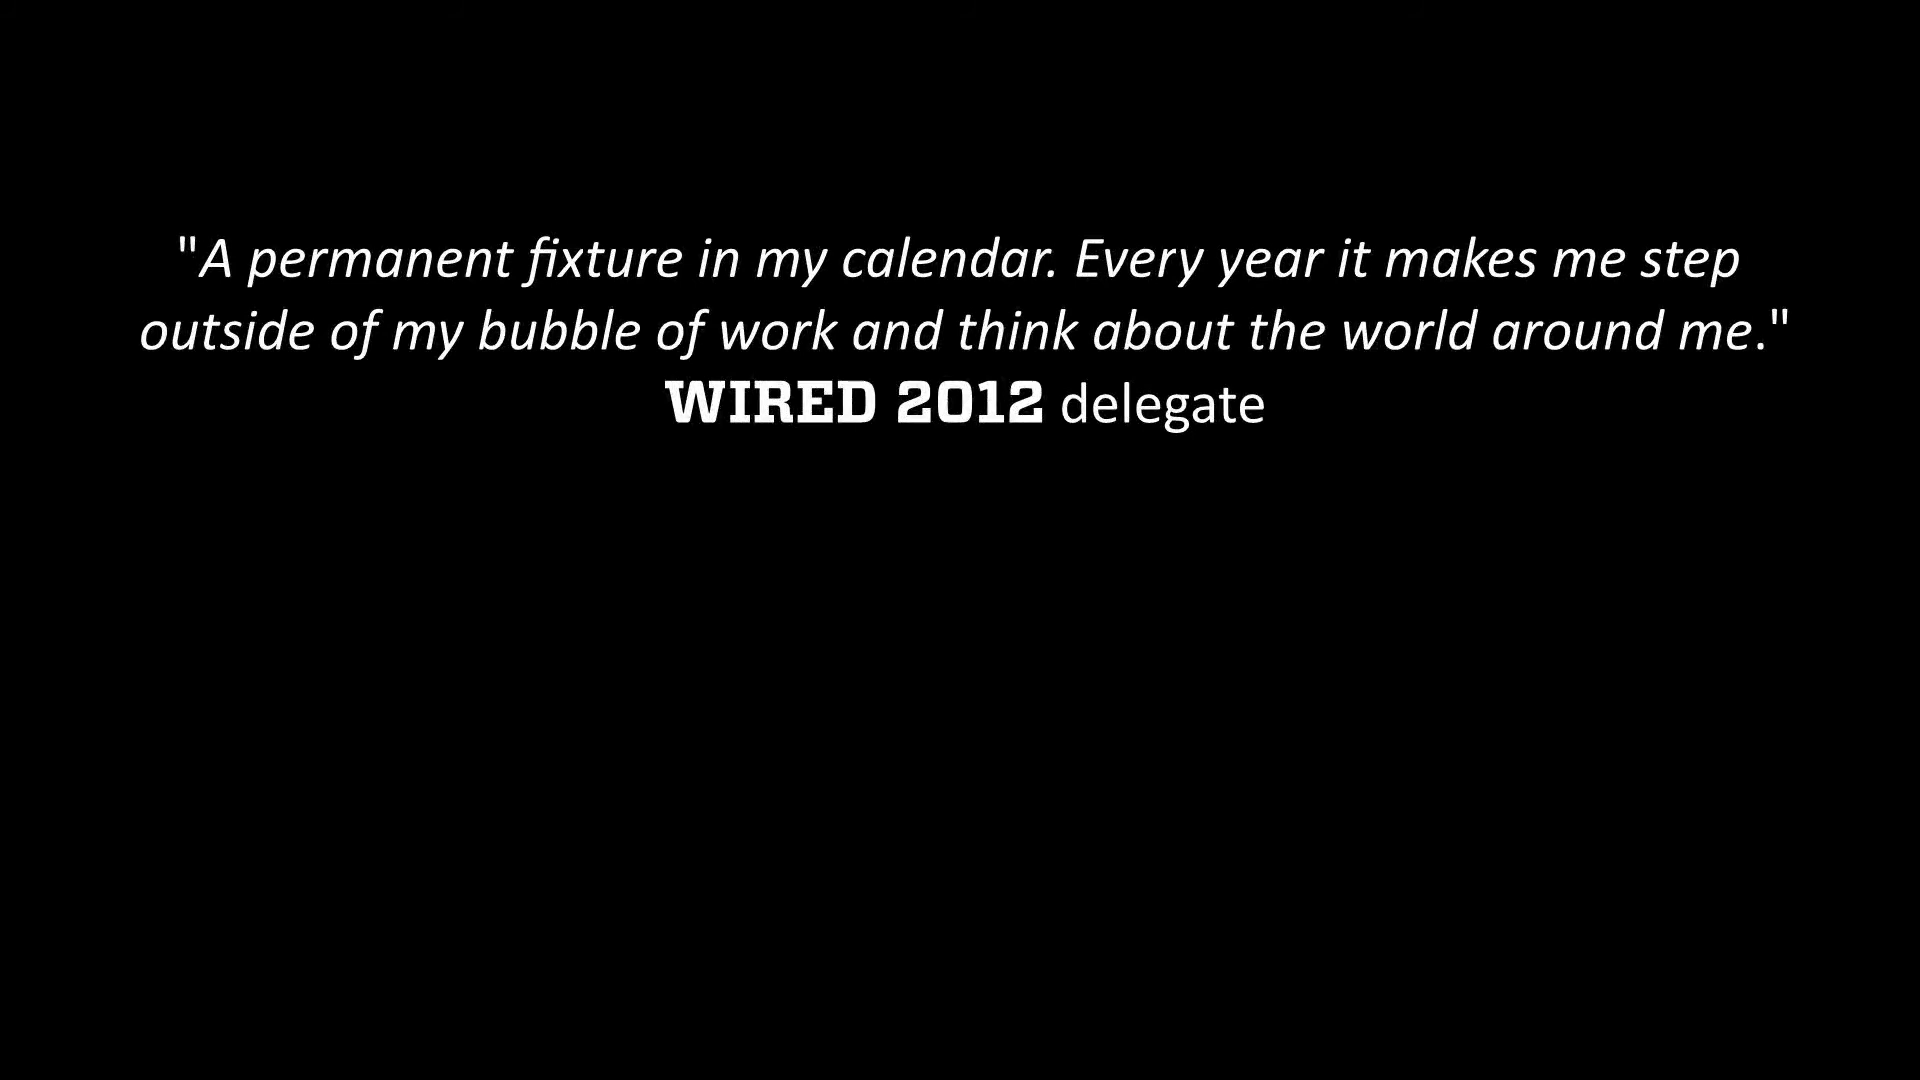 "A permanent fixture in my calendar. Every year it makes me step
outside of my bubble of work and think about the world around me."
WIRED 2012 delegate